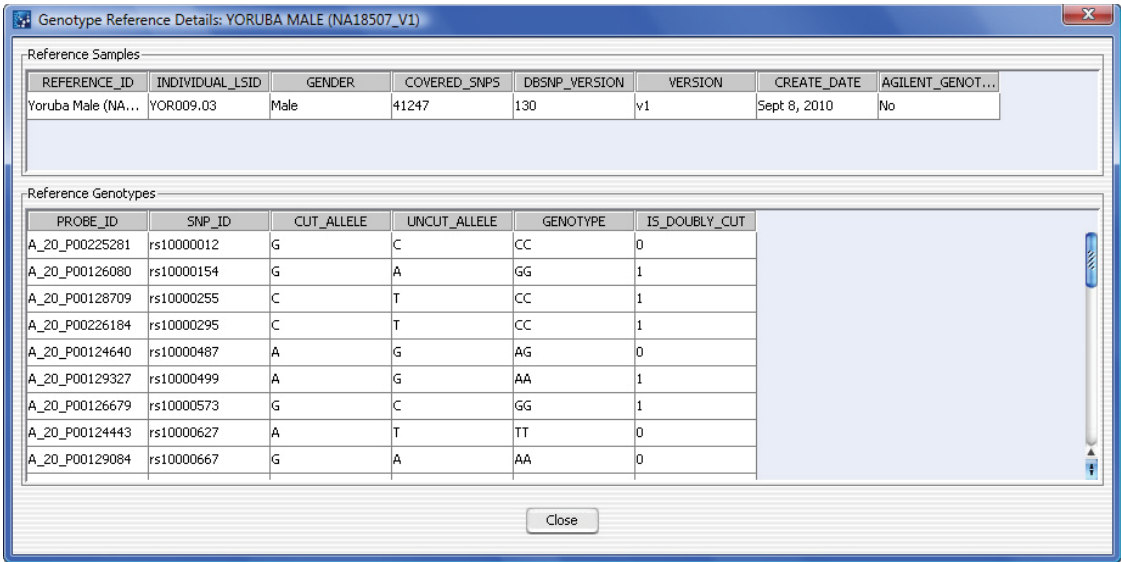 Genotype Reference Details: YORUBA MALE (NA18507_V1)
Reference Samples
REFERENCE_ID INDIVIDUAL_LSID GENDER COVERED_SNPS DBSNP_VERSION VERSION CREATE_DATE AGILENT_GENOT...
Yoruba Male (NA... YOR009.03 Male 41247 130 v1 Sept 8, 2010 No
Reference Genotypes
PROBE_ID SNP_ID CUT_ALLELE UNCUT_ALLELE GENOTYPE IS_DOUBLY_CUT
A_20_P00225281 rs10000012 G C CC 0
A_20_P00126080 rs10000154 G A GG 1
A_20_P00128709 rs10000255 C T CC 1
A_20_P00226184 rs10000295 C T CC 1
A_20_P00124640 rs10000487 A G AG 0
A_20_P00129327 rs10000499 A G AA 1
A_20_P00126679 rs10000573 G C GG 1
A_20_P00124443 rs10000627 A T TT 0
A_20_P00129084 rs10000667 G A AA 0
Close